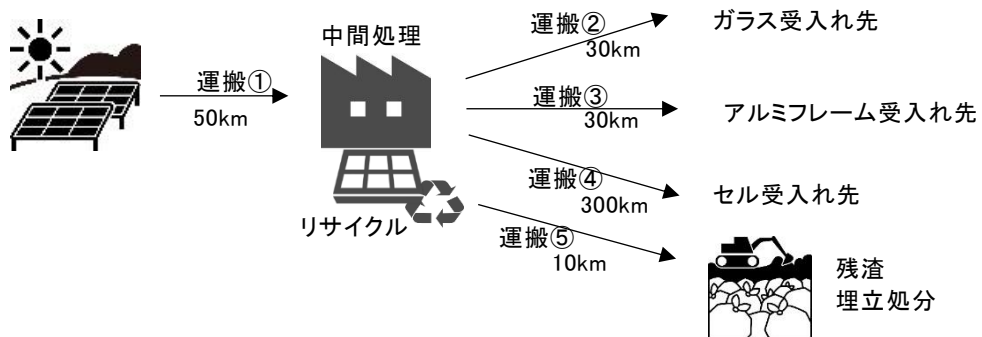 運搬①
50km
中間処理
リサイクル
運搬②
30km
ガラス受入れ先
運搬③
30km
アルミフレーム受入れ先
運搬④
300km
セル受入れ先
運搬⑤
10km
残渣
埋立処分